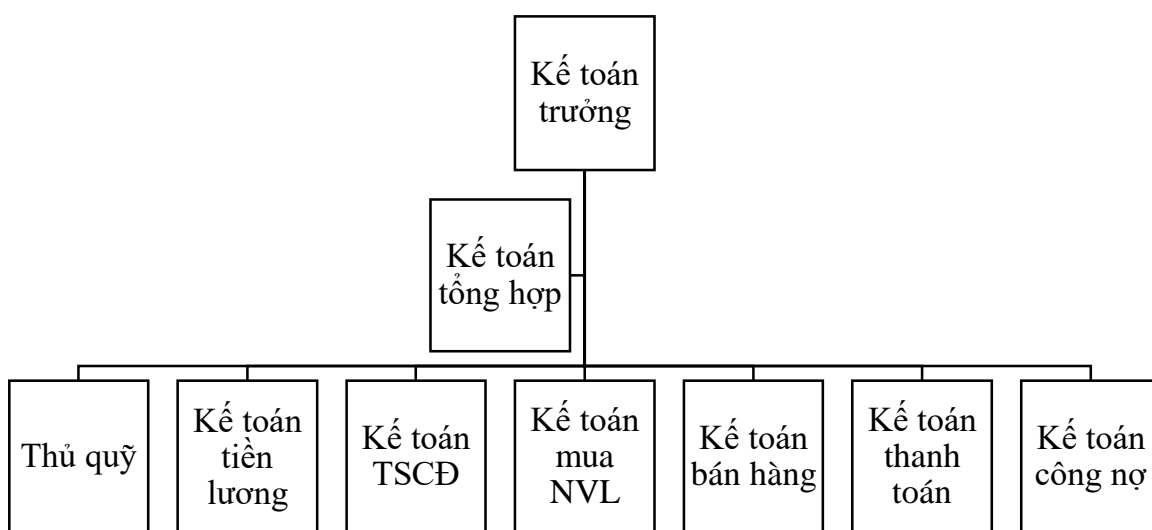 Kế toán
trưởng
Kế toán
tổng hợp
Thủ quỹ
Kế toán
tiền
lương
Kế toán
TSCĐ
Kế toán
mua
NVL
Kế toán
bán hàng
Kế toán
thanh
toán
Kế toán
công nợ